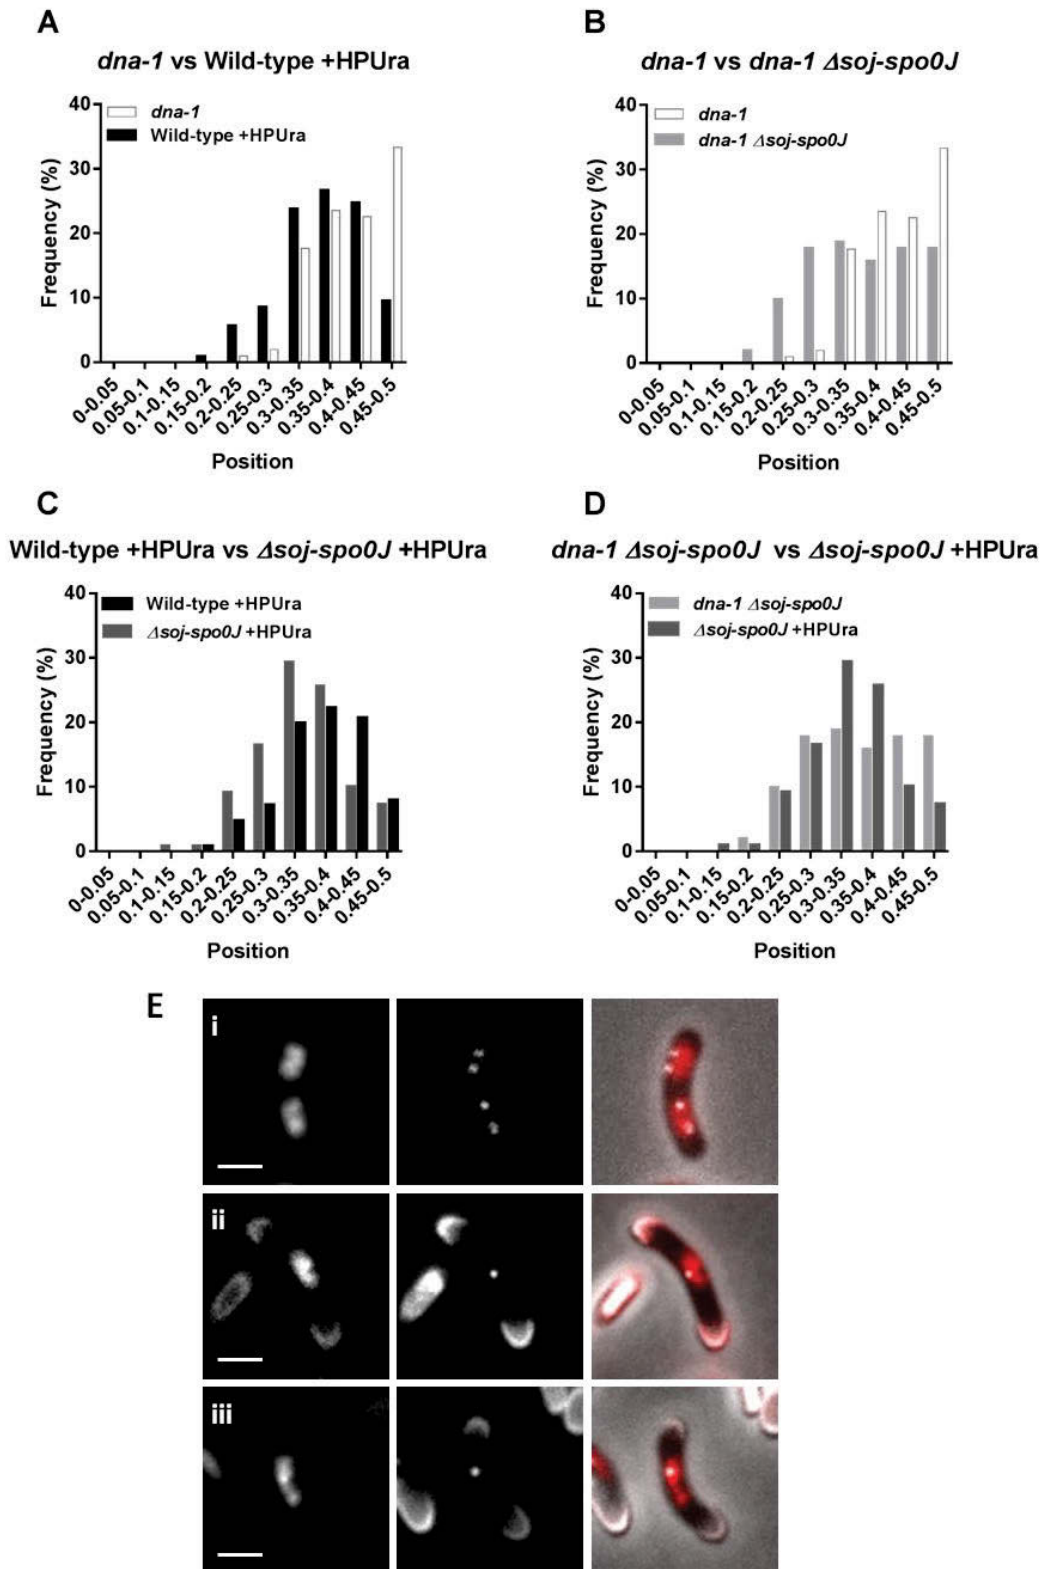 A
dna-1 vs Wild-type +HPUra
40
30
20
10
0
Frequency (%)
dna-1
Wild-type +HPUra
0-0.05
0.05-0.1
0.1-0.15
0.15-0.2
0.2-0.25
0.25-0.3
0.3-0.35
0.35-0.4
0.4-0.45
0.45-0.5
Position
B
dna-1 vs dna-1 Δsoj-spo0J
40
30
20
10
0
Frequency (%)
dna-1
dna-1 Δsoj-spo0J
0-0.05
0.05-0.1
0.1-0.15
0.15-0.2
0.2-0.25
0.25-0.3
0.3-0.35
0.35-0.4
0.4-0.45
0.45-0.5
Position
C
Wild-type +HPUra vs Δsoj-spo0J +HPUra
40
30
20
10
0
Frequency (%)
Wild-type +HPUra
Δsoj-spo0J +HPUra
0-0.05
0.05-0.1
0.1-0.15
0.15-0.2
0.2-0.25
0.25-0.3
0.3-0.35
0.35-0.4
0.4-0.45
0.45-0.5
Position
D
dna-1 Δsoj-spo0J vs Δsoj-spo0J +HPUra
40
30
20
10
0
Frequency (%)
dna-1 Δsoj-spo0J
Δsoj-spo0J +HPUra
0-0.05
0.05-0.1
0.1-0.15
0.15-0.2
0.2-0.25
0.25-0.3
0.3-0.35
0.35-0.4
0.4-0.45
0.45-0.5
Position
E
i
ii
iii